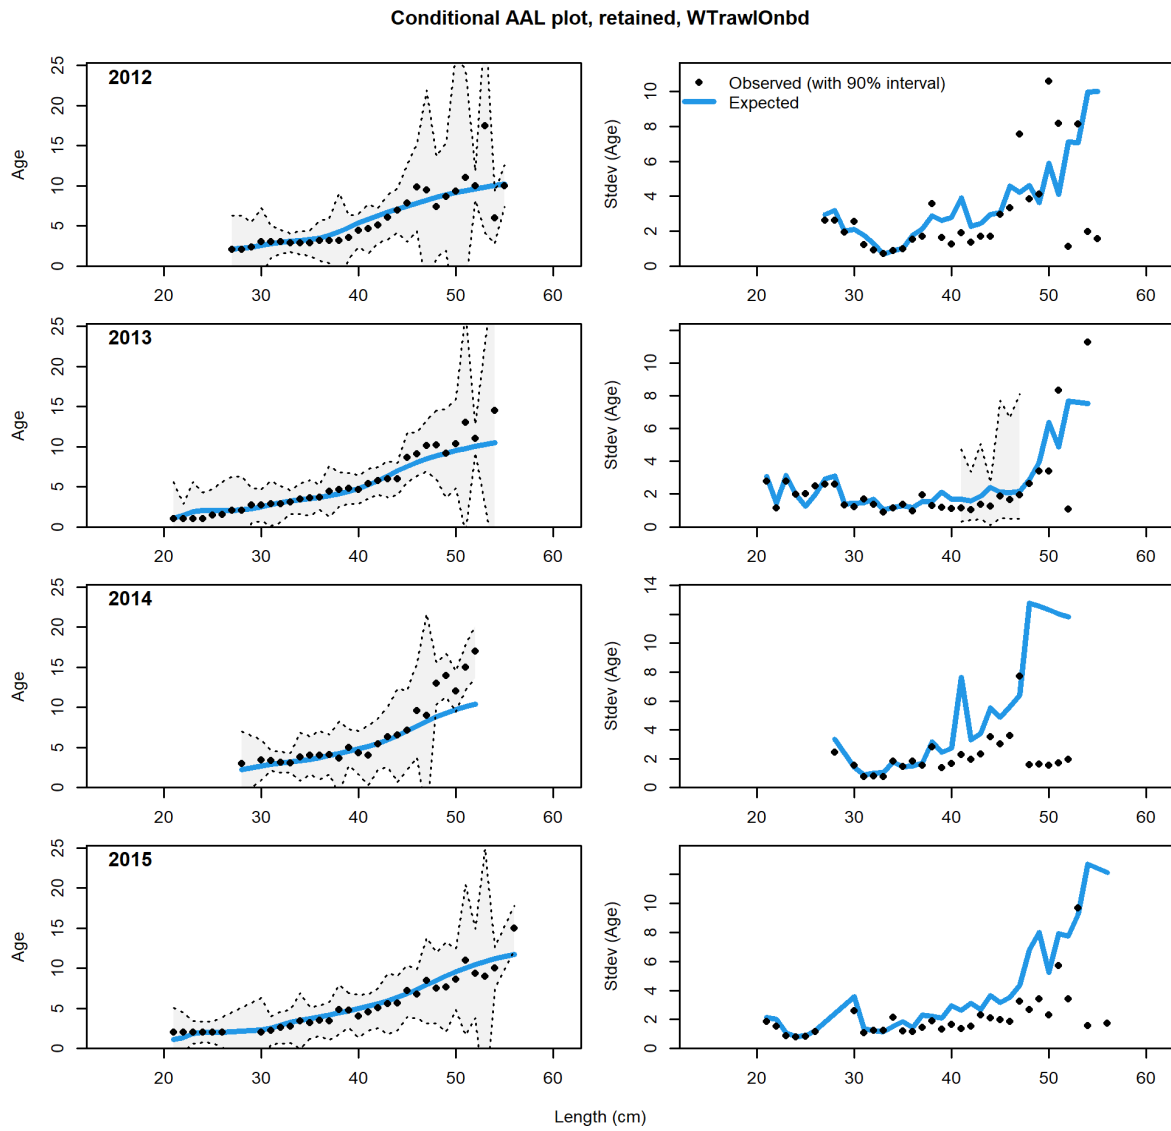 Conditional AAL plot, retained, WTrawlOnbd
2012
Age
0 5 10 15 20 25
20 30 40 50 60
Observed (with 90% interval)
Expected
Stdev (Age)
0 2 4 6 8 10
20 30 40 50 60
2013
Age
0 5 10 15 20 25
20 30 40 50 60
Stdev (Age)
0 2 4 6 8 10
20 30 40 50 60
2014
Age
0 5 10 15 20 25
20 30 40 50 60
Stdev (Age)
0 2 4 6 8 10 14
20 30 40 50 60
2015
Age
0 5 10 15 20 25
20 30 40 50 60
Stdev (Age)
0 2 4 6 8 10
20 30 40 50 60
Length (cm)